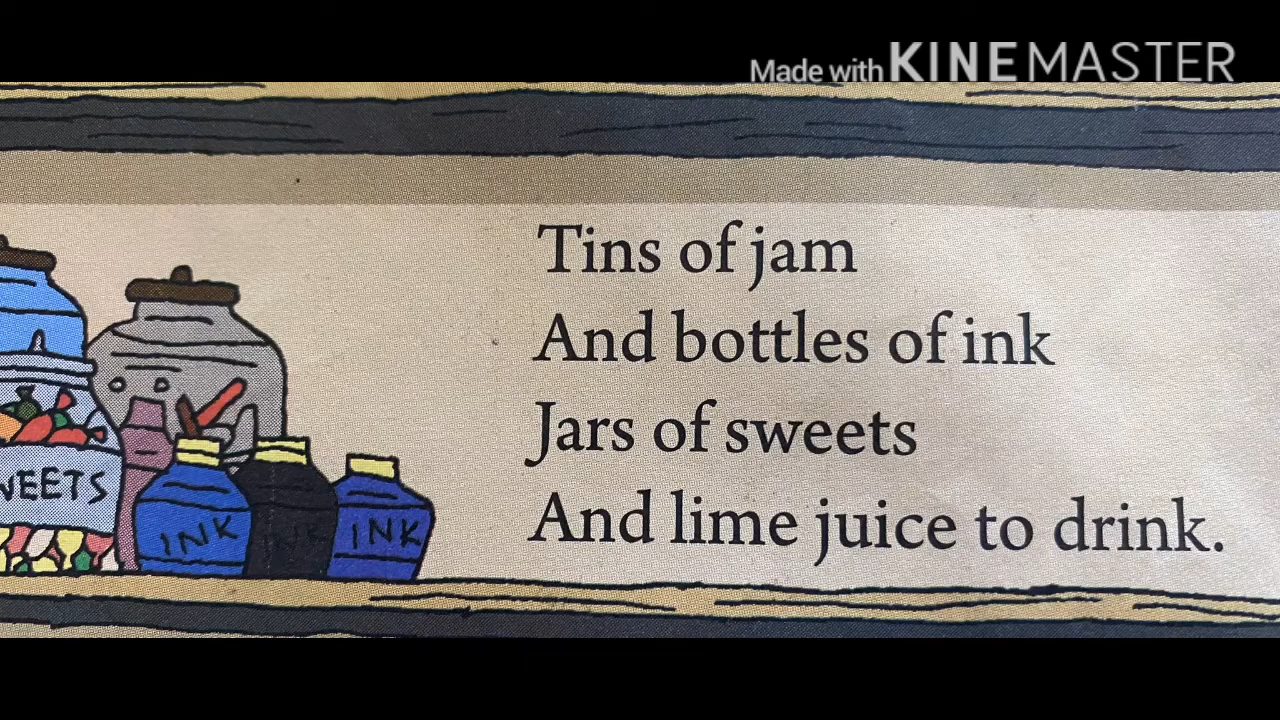 Made with KINEMASTER
Tins of jam
And bottles of ink
Jars of sweets
And lime juice to drink.
WEETS
INK
INK
INK